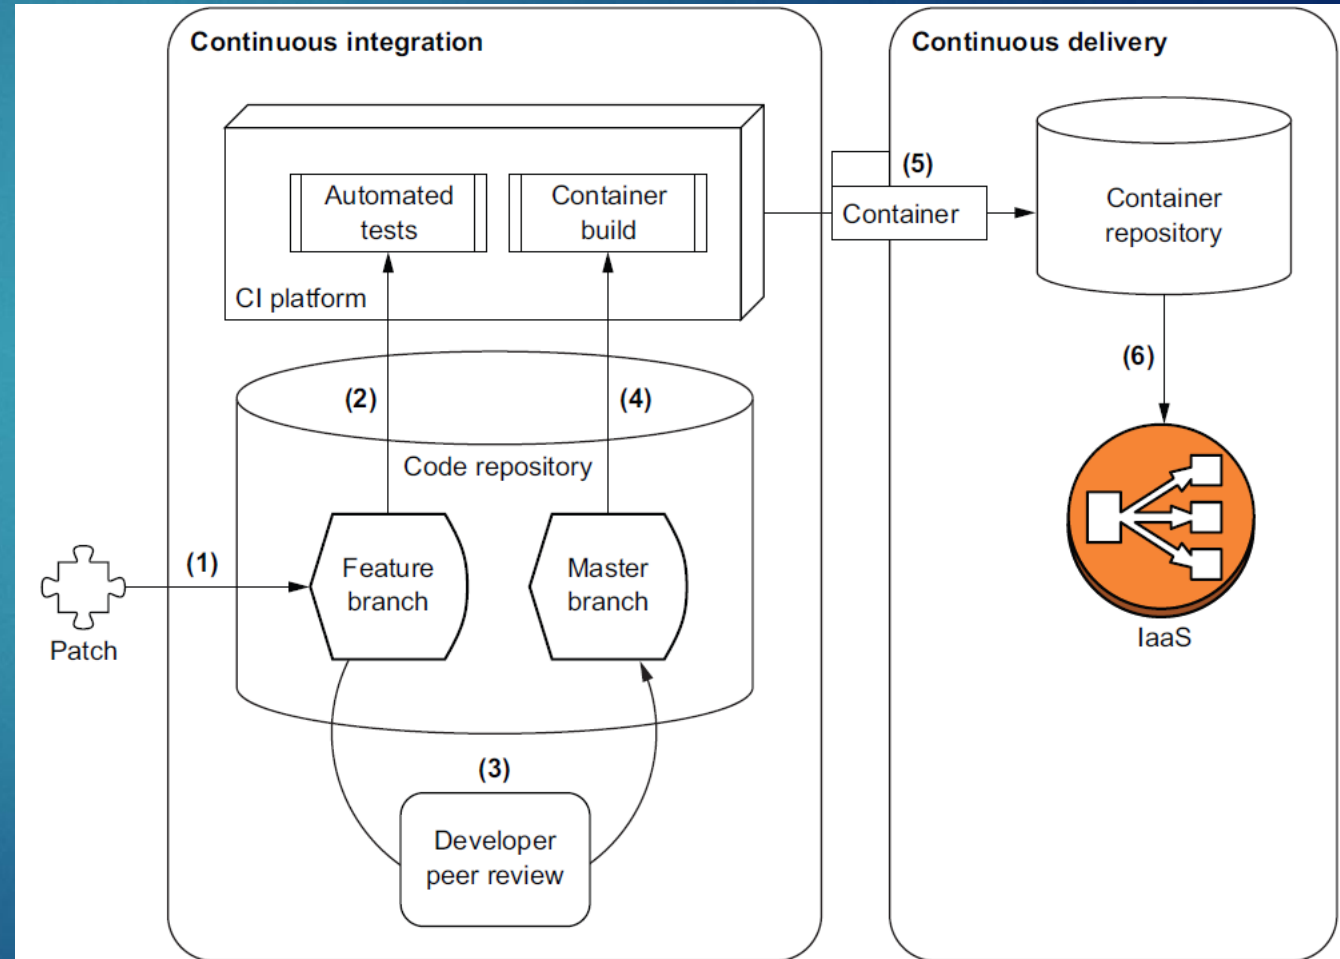 Continuous integration
Continuous delivery
Automated
tests
Container
build
CI platform
(5)
Container
Container
repository
(2)
(4)
(6)
Code repository
(1)
Feature
branch
Master
branch
Patch
IaaS
(3)
Developer
peer review